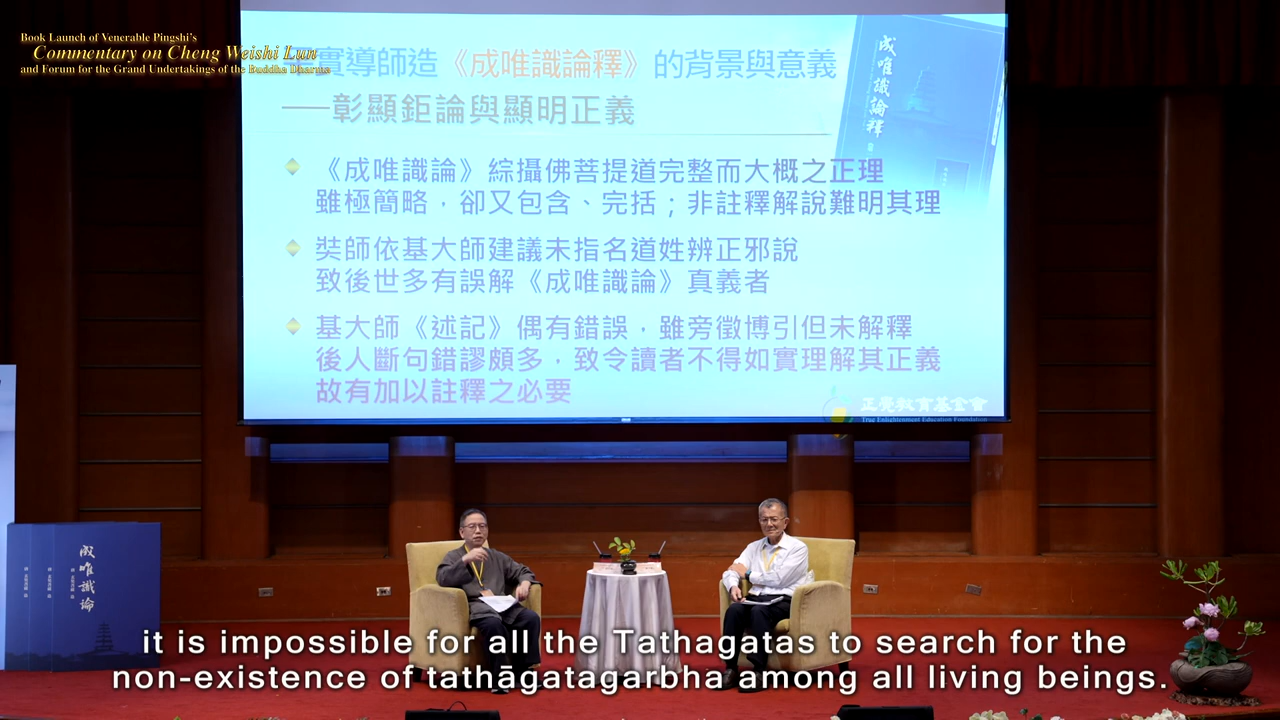 Book Launch of Venerable Pingshi's
Commentary on Cheng Weishi Lun
and Forum for the Grand Undertakings of the Buddha Dharma
實導師造《成唯識論釋》的背景與意義
──彰顯鉅論與顯明正義
成唯識論釋
《成唯識論》綜攝佛菩提道完整而大概之正理
雖極簡略，卻又包含、完括；非註釋解說難明其理
奘師依基大師建議未指名道姓辨正邪說
致後世多有誤解《成唯識論》真義者
基大師《述記》偶有錯誤，雖旁徵博引但未解釋
後人斷句錯謬頗多，致令讀者不得如實理解其正義
故有加以註釋之必要
正覺教育基金會
True Enlightenment Education Foundation
成唯識論
it is impossible for all the Tathagatas to search for the
non-existence of tathāgatagarbha among all living beings.